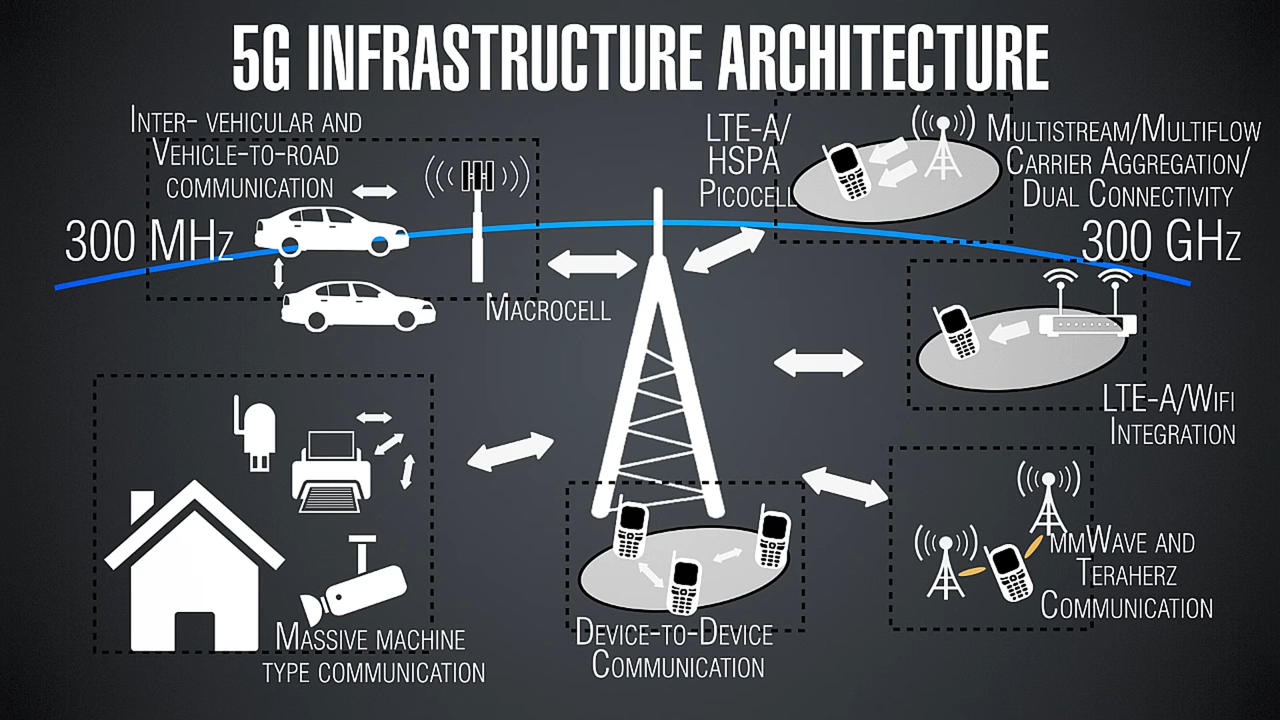 5G INFRASTRUCTURE ARCHITECTURE
INTER- VEHICULAR AND
VEHICLE-TO-ROAD
COMMUNICATION
300 MHZ
MACROCELL
LTE-A/
HSPA
PICOCELL
MULTISTREAM/MULTIFLOW
CARRIER AGGREGATION/
DUAL CONNECTIVITY
300 GHZ
LTE-A/WIFI
INTEGRATION
MMWAVE AND
TERAHERZ
COMMUNICATION
DEVICE-TO-DEVICE
COMMUNICATION
MASSIVE MACHINE
TYPE COMMUNICATION